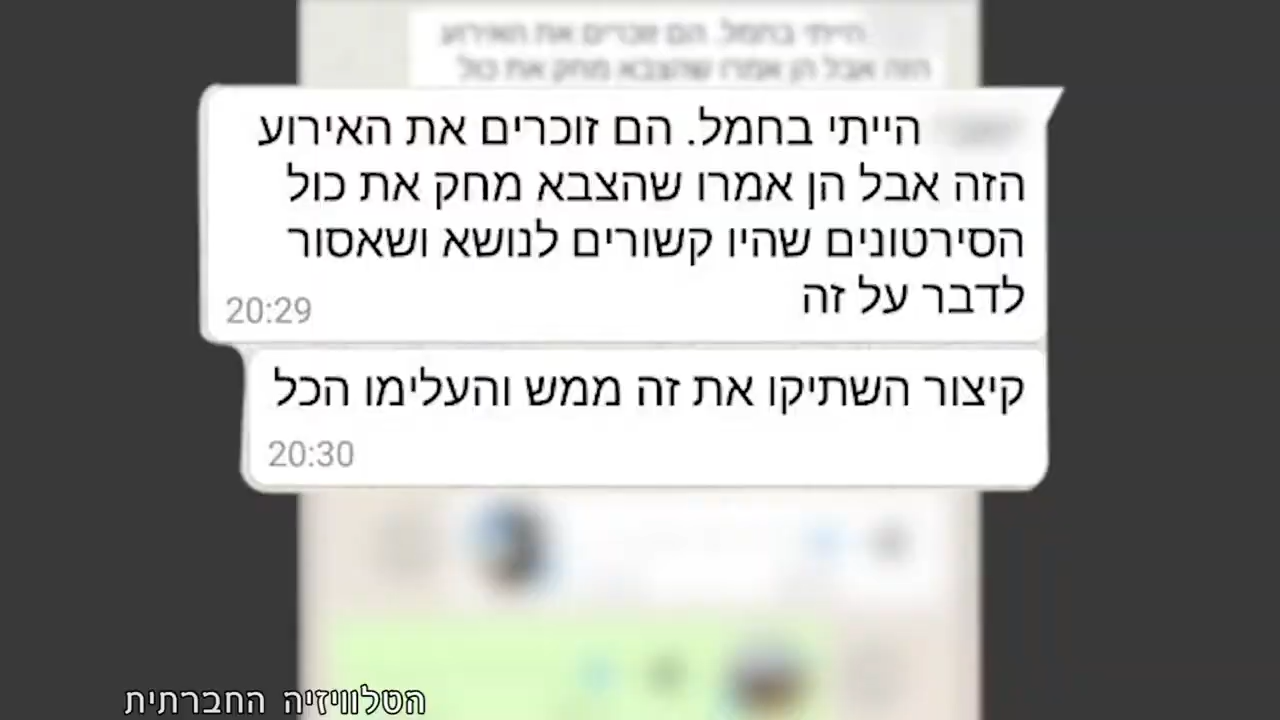 הייתי בחמל. הם זוכרים את האירוע
הזה אבל הן אמרו שהצבא מחק את כול
הסירטונים שהיו קשורים לנושא ושאסור
לדבר על זה
20:29
קיצור השתיקו את זה ממש והעלימו הכל
20:30
הטלוויזיה החברתית